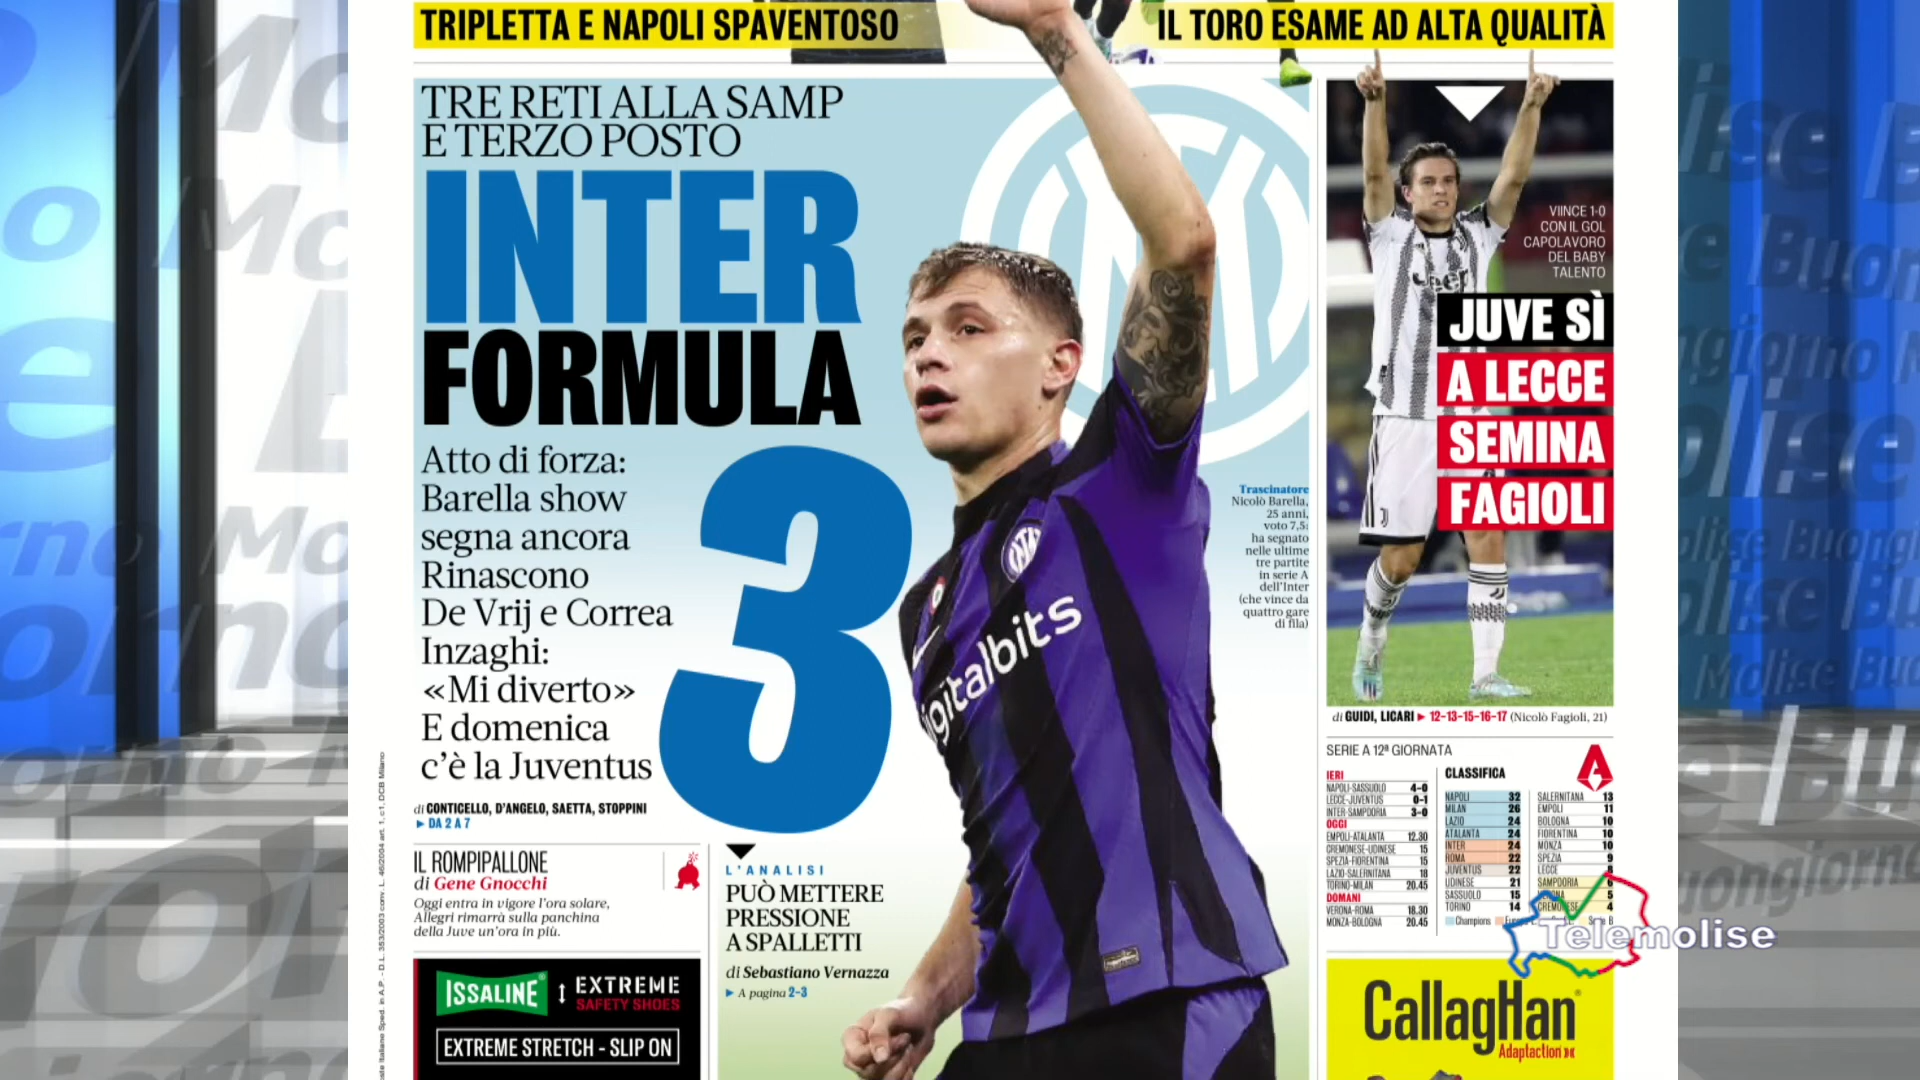 TRIPLETTA E NAPOLI SPAVENTOSO
IL TORO ESAME AD ALTA QUALITÀ
TRE RETI ALLA SAMP
E TERZO POSTO
INTER
FORMULA
3
Atto di forza:
Barella show
segna ancora
Rinascono
De Vrij e Correa
Inzaghi:
«Mi diverto»
E domenica
c'è la Juventus
di CONTICELLO, D'ANGELO, SAETTA, STOPPINI
► DA 2 A 7
digitalbits
Trascinatore
Nicolò Barella,
25 anni,
voto 7,5:
ha segnato
nelle ultime
tre partite
in serie A
dell'Inter
(che vince da
quattro gare
di fila)
VIINCE 1-0
CON IL GOL
CAPOLAVORO
DEL BABY
TALENTO
Jeep
JUVE SÌ
A LECCE
SEMINA
FAGIOLI
di GUIDI, LICARI ► 12-13-15-16-17 (Nicolò Fagioli, 21)
SERIE A 12ª GIORNATA
IERI
NAPOLI-SASSUOLO 4-0
LECCE-JUVENTUS 0-1
INTER-SAMPDORIA 3-0
OGGI
EMPOLI-ATALANTA 12.30
CREMONESE-UDINESE 15
SPEZIA-FIORENTINA 15
LAZIO-SALERNITANA 18
TORINO-MILAN 20.45
DOMANI
VERONA-ROMA 18.30
MONZA-BOLOGNA 20.45
CLASSIFICA
NAPOLI 32
MILAN 26
LAZIO 24
ATALANTA 24
INTER 24
ROMA 22
JUVENTUS 22
UDINESE 21
SASSUOLO 15
TORINO 14
SALERNITANA 13
EMPOLI 11
BOLOGNA 10
FIORENTINA 10
MONZA 10
SPEZIA 9
LECCE 8
SAMPDORIA 6
5
CREMONESE 4
Champions
Telemolise
IL ROMPIPALLONE
di Gene Gnocchi
Oggi entra in vigore l'ora solare,
Allegri rimarrà sulla panchina
della Juve un'ora in più.
L'ANALISI
PUÒ METTERE
PRESSIONE
A SPALLETTI
di Sebastiano Vernazza
► A pagina 2-3
ISSALINE
EXTREME
SAFETY SHOES
EXTREME STRETCH - SLIP ON
CallagHan
Adaptaction